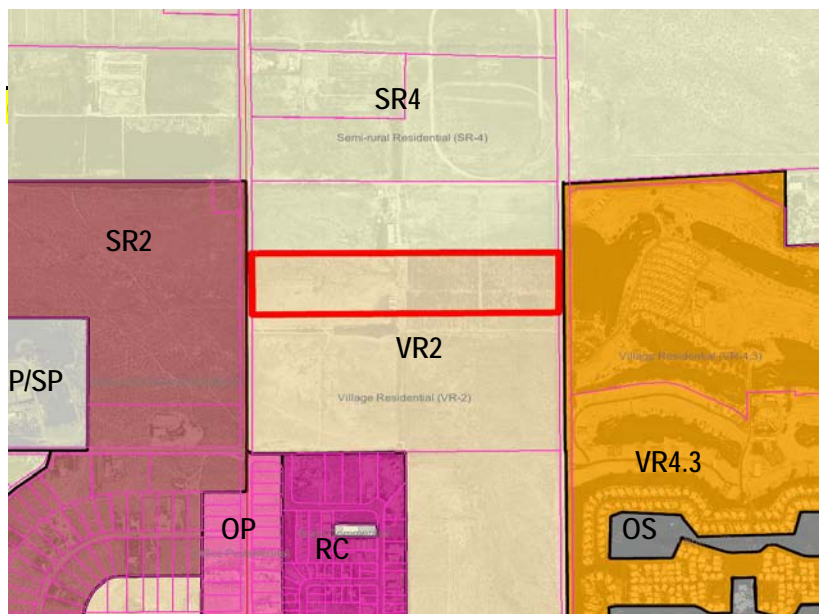 SR4
Semi-rural Residential (SR-4)
SR2
P/SP
VR2
Village Residential (VR-2)
Village Residential (VR-4.3)
VR4.3
OP
RC
OS